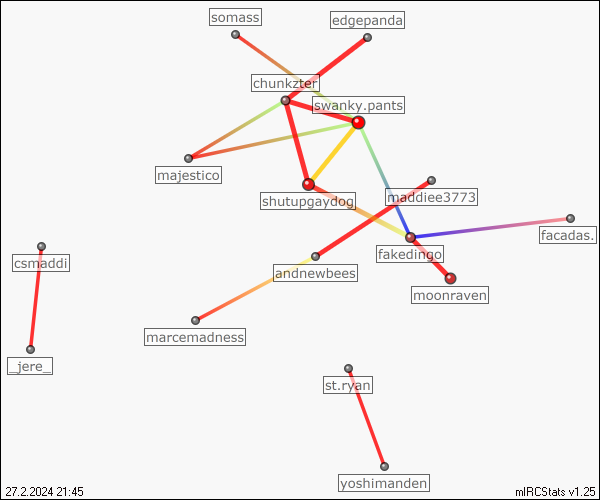 somass
edgepanda
chunkzter
swanky.pants
majestico
shutupgaydog
maddiee3773
facadas.
fakedingo
csmaddi
andnewbees
moonraven
marcemadness
_jere_
st.ryan
yoshimanden
27.2.2024 21:45
mIRCStats v1.25